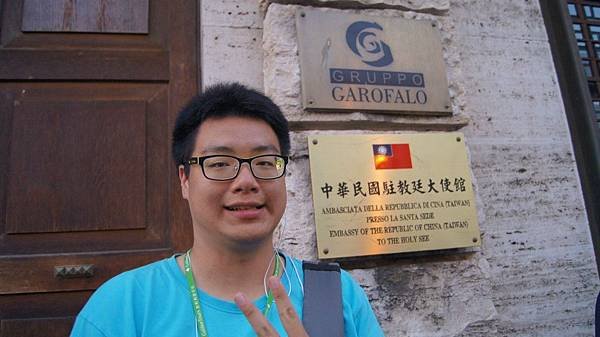 GRUPPO
GAROFALO
中華民國駐教廷大使館
AMBASCIATA DELLA REPUBBLICA DI CINA (TAIWAN)
PRESSO LA SANTA SEDE
EMBASSY OF THE REPUBLIC OF CHINA (TAIWAN)
TO THE HOLY SEE